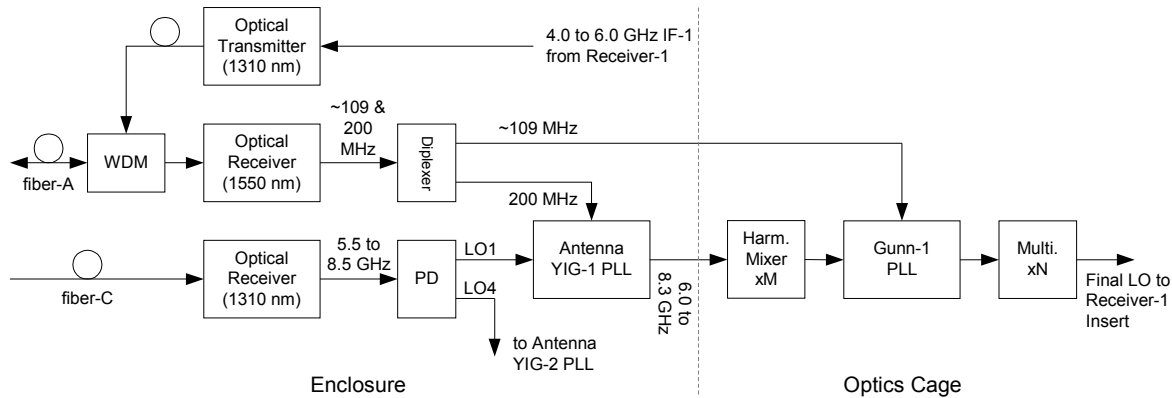 Optical
Transmitter
(1310 nm)
4.0 to 6.0 GHz IF-1
from Receiver-1
fiber-A
WDM
Optical
Receiver
(1550 nm)
~109 &
200
MHz
Diplexer
~109 MHz
200 MHz
fiber-C
Optical
Receiver
(1310 nm)
5.5 to
8.5 GHz
PD
LO1
LO4
to Antenna
YIG-2 PLL
Antenna
YIG-1 PLL
6.0 to
8.3 GHz
Harm.
Mixer
xM
Gunn-1
PLL
Multi.
xN
Final LO to
Receiver-1
Insert
Enclosure
Optics Cage